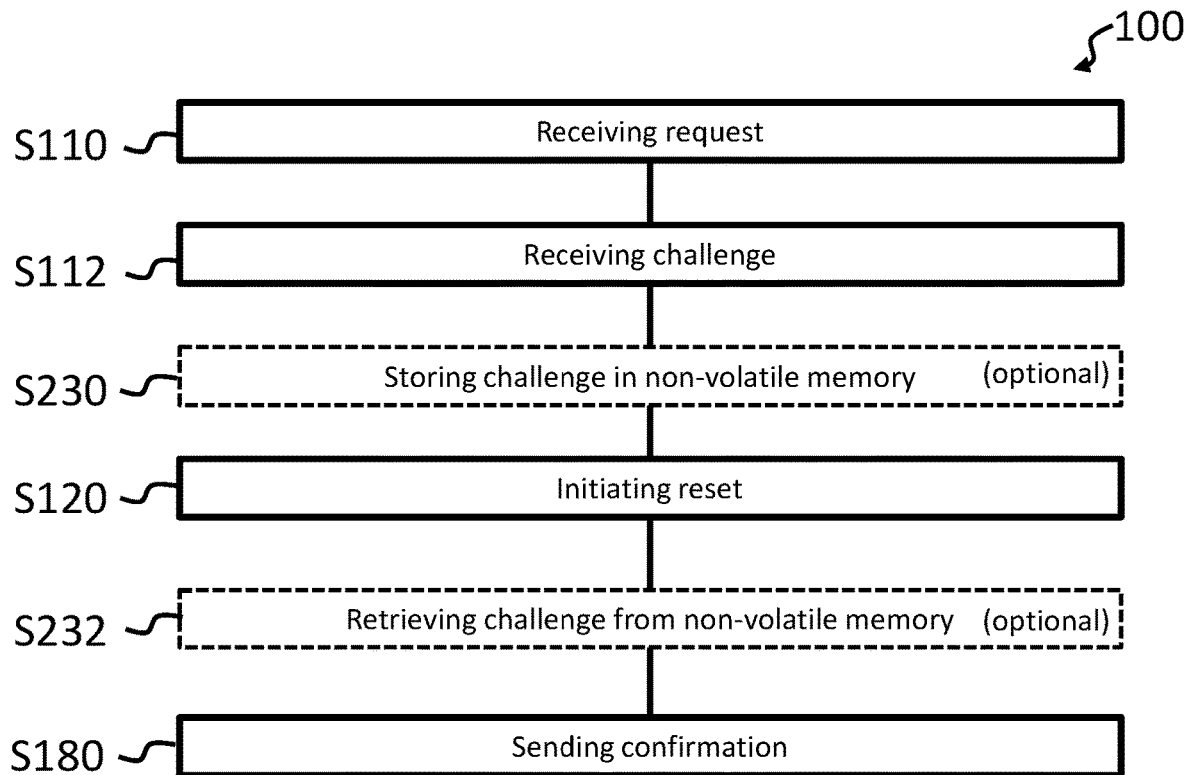 100
S110 Receiving request
S112 Receiving challenge
S230 Storing challenge in non-volatile memory (optional)
S120 Initiating reset
S232 Retrieving challenge from non-volatile memory (optional)
S180 Sending confirmation